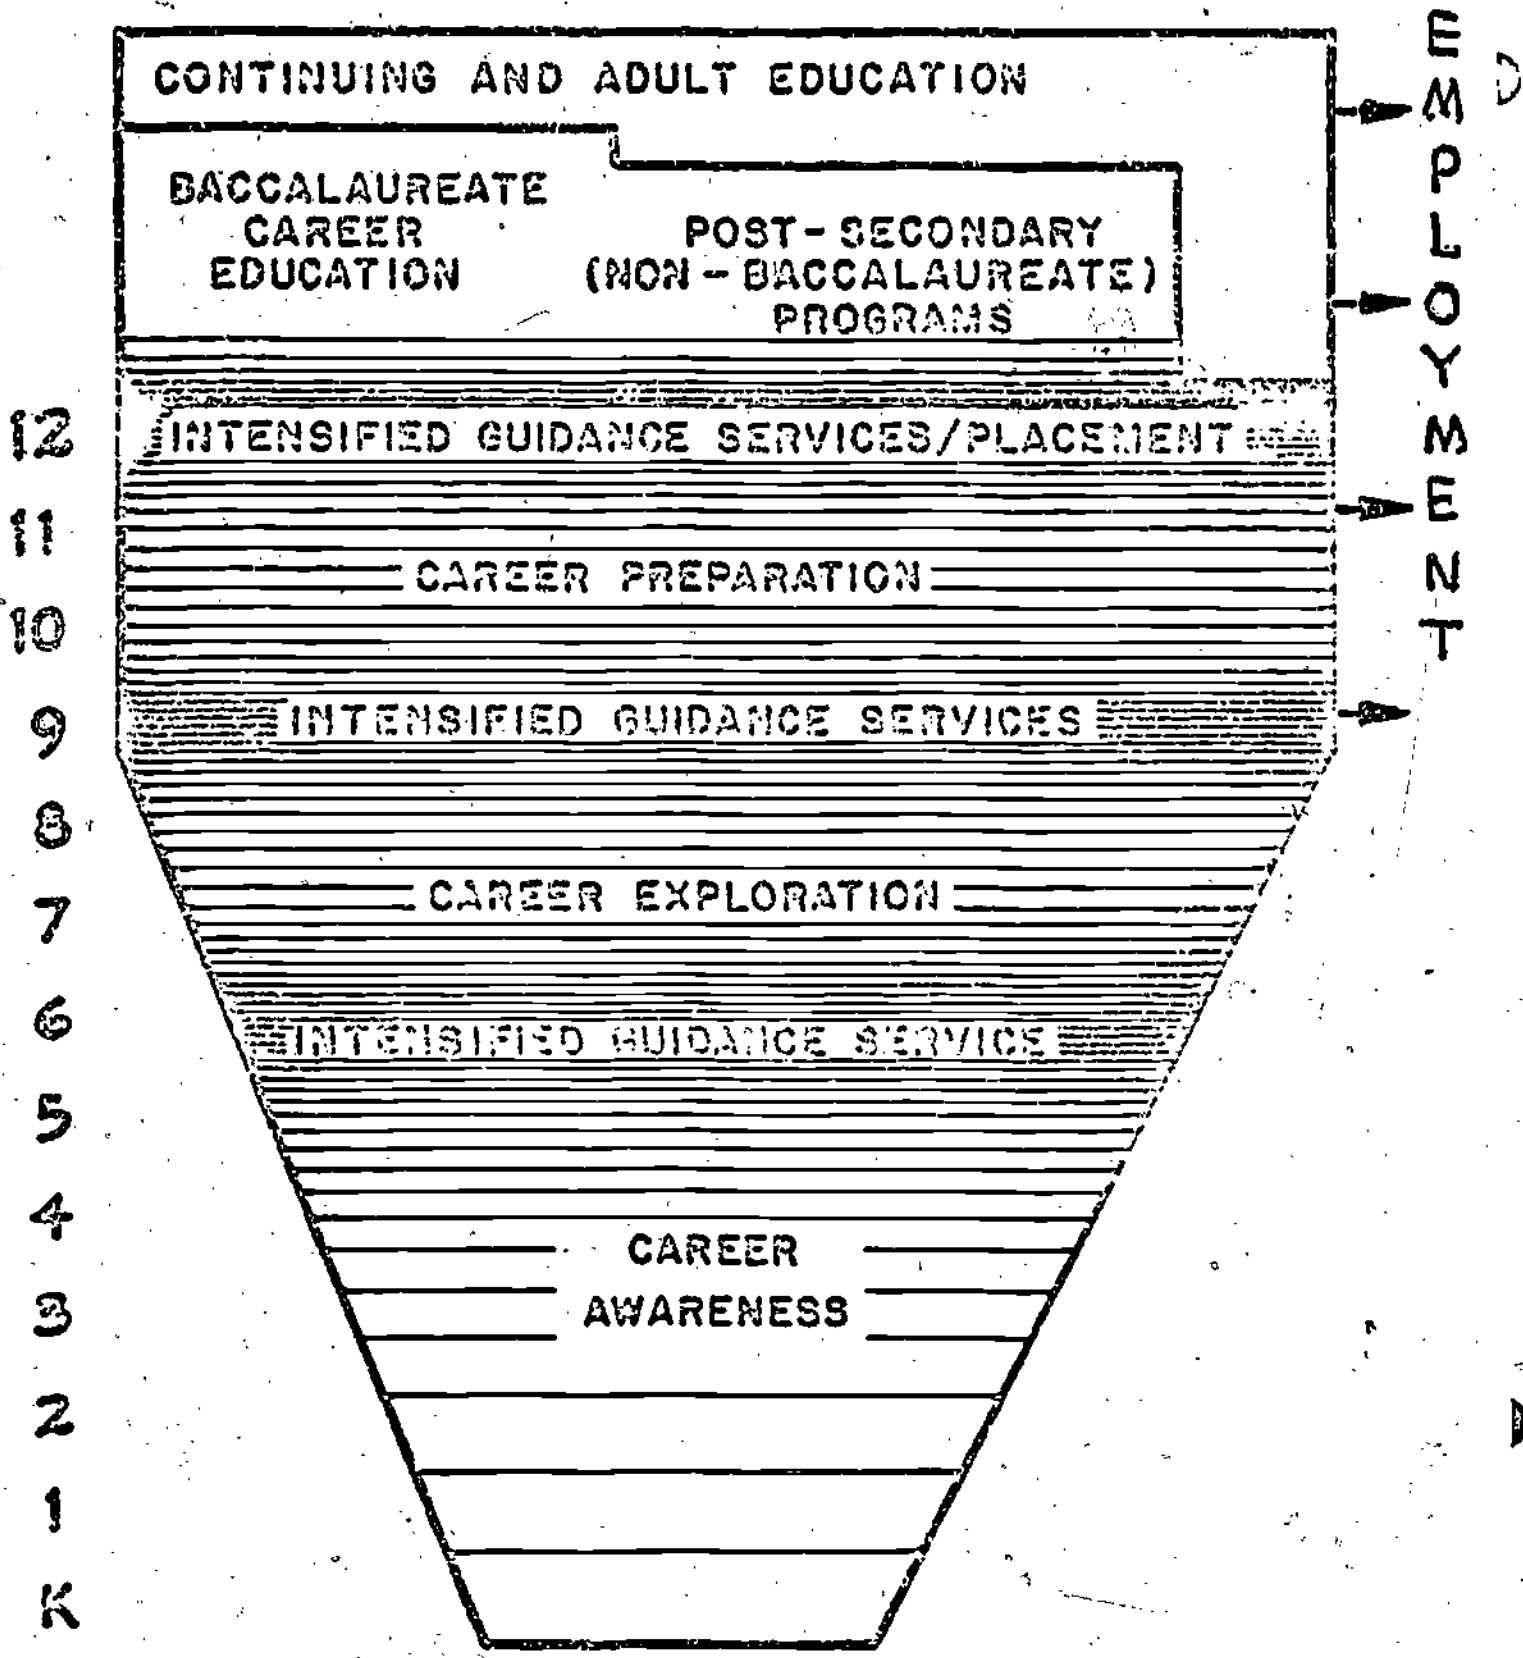 CONTINUING AND ADULT EDUCATION
BACCALAUREATE
CAREER
EDUCATION
POST-SECONDARY
(NON-BACCALAUREATE)
PROGRAMS
EMPLOYMENT
12
INTENSIFIED GUIDANCE SERVICES/PLACEMENT
11
CAREER PREPARATION
10
9
INTENSIFIED GUIDANCE SERVICES
8
CAREER EXPLORATION
7
6
INTENSIFIED GUIDANCE SERVICE
5
4
CAREER
AWARENESS
3
2
1
K